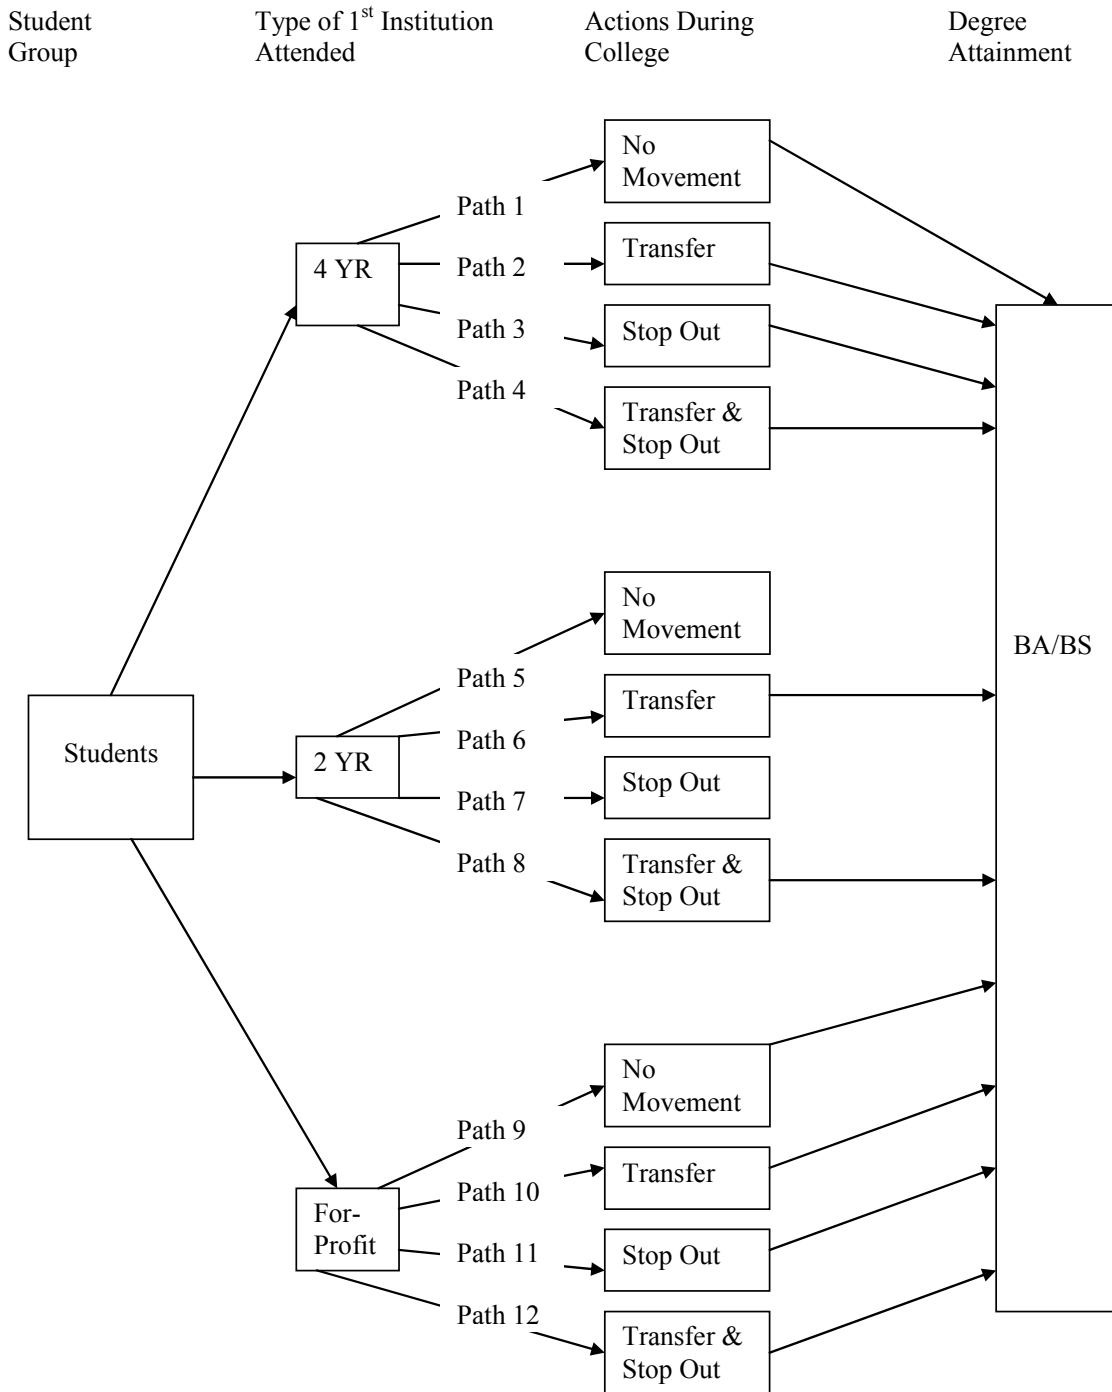 Student
Group
Type of 1st Institution
Attended
Actions During
College
Degree
Attainment
No
Movement
Path 1
4 YR
Path 2
Transfer
Path 3
Stop Out
Path 4
Transfer &
Stop Out
No
Movement
BA/BS
Path 5
Transfer
Students
2 YR
Path 6
Path 7
Stop Out
Path 8
Transfer &
Stop Out
No
Movement
Path 9
Path 10
Transfer
For-
Profit
Path 11
Stop Out
Path 12
Transfer &
Stop Out